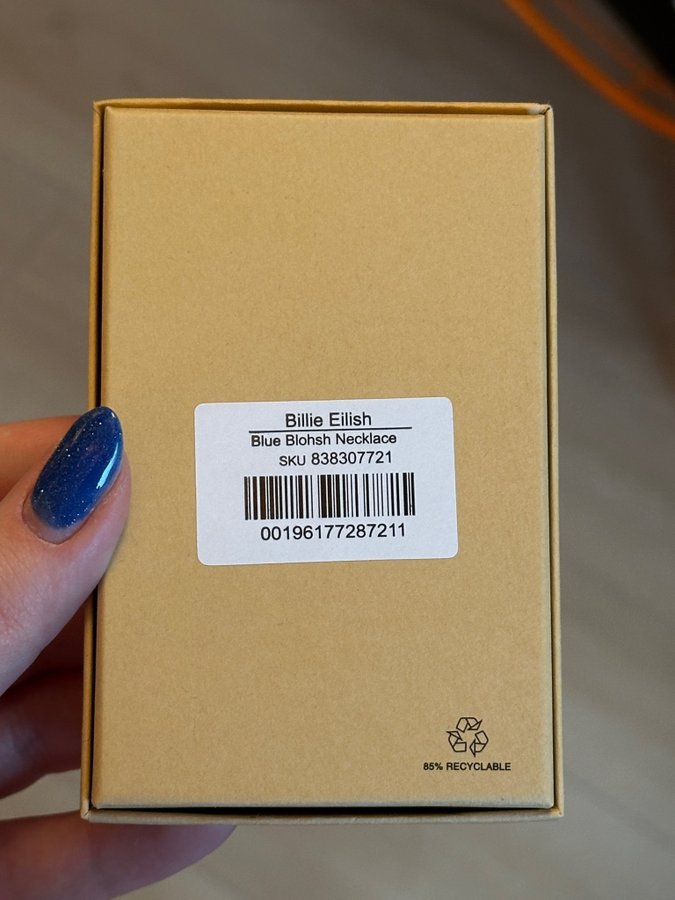 Billie Eilish
Blue Blohsh Necklace
SKU 838307721
00196177287211
85% RECYCLABLE